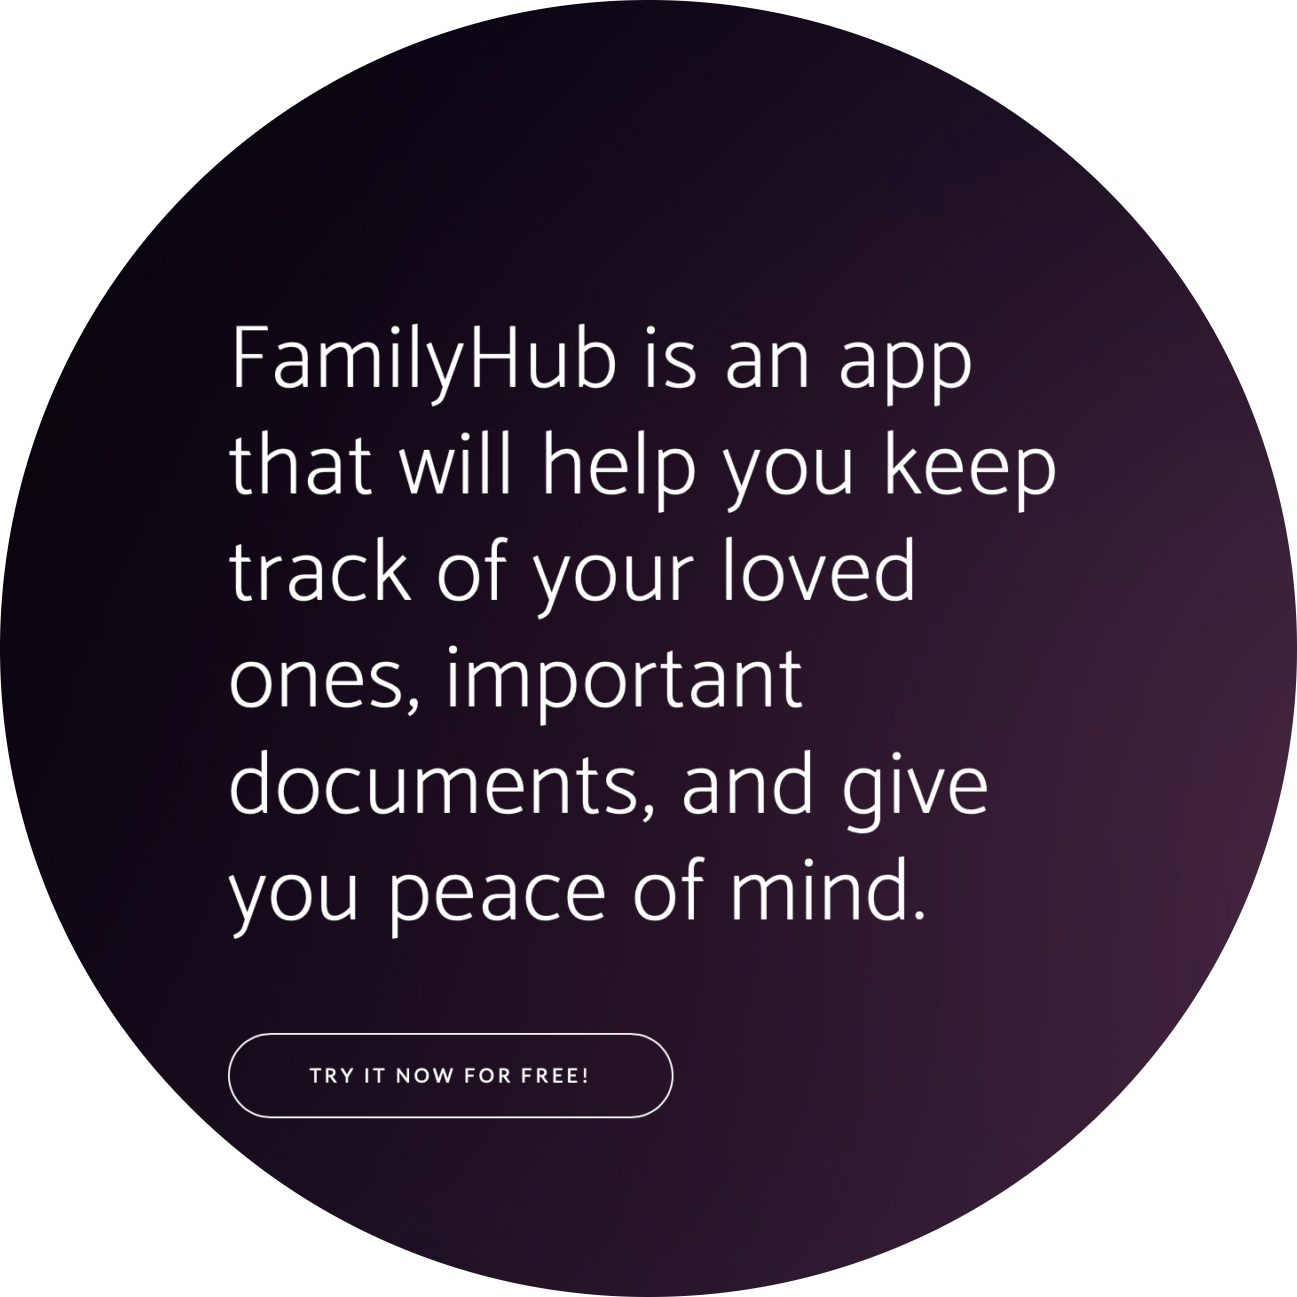 FamilyHub is an app
that will help you keep
track of your loved
ones, important
documents, and give
you peace of mind.
TRY IT NOW FOR FREE!